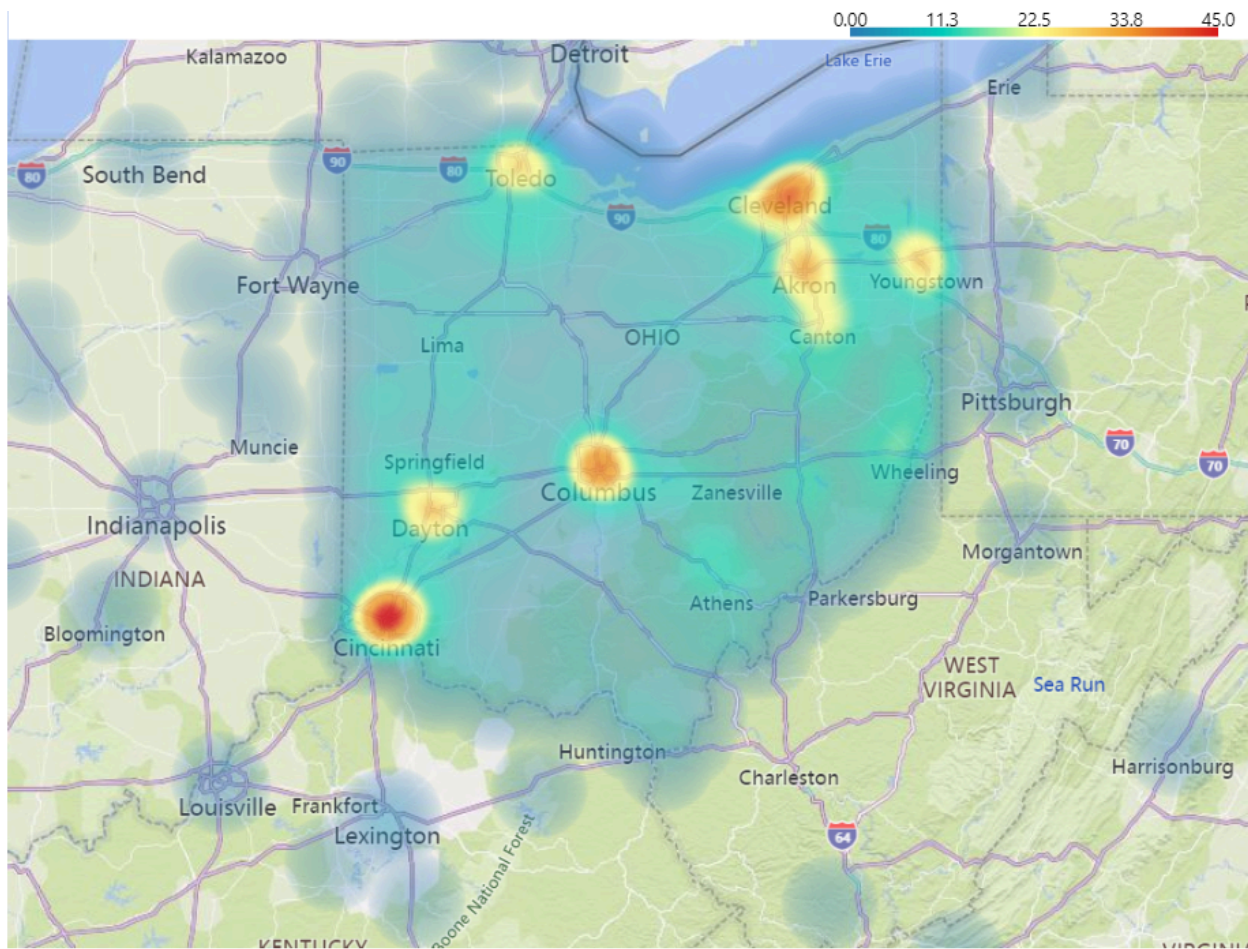 0.00 11.3 22.5 33.8 45.0
Kalamazoo
Detroit
Lake Erie
Erie
80
South Bend
90
80
Toledo
90
Cleveland
80
Fort Wayne
Akron
Youngstown
Lima
OHIO
Canton
Pittsburgh
Muncie
70
70
Springfield
Wheeling
Columbus
Zanesville
Indianapolis
Dayton
Morgantown
INDIANA
Athens
Parkersburg
Bloomington
Cincinnati
WEST
VIRGINIA
Sea Run
Huntington
Charleston
Harrisonburg
Louisville
Frankfort
Lexington
64
Boone National Forest
KENTUCKY